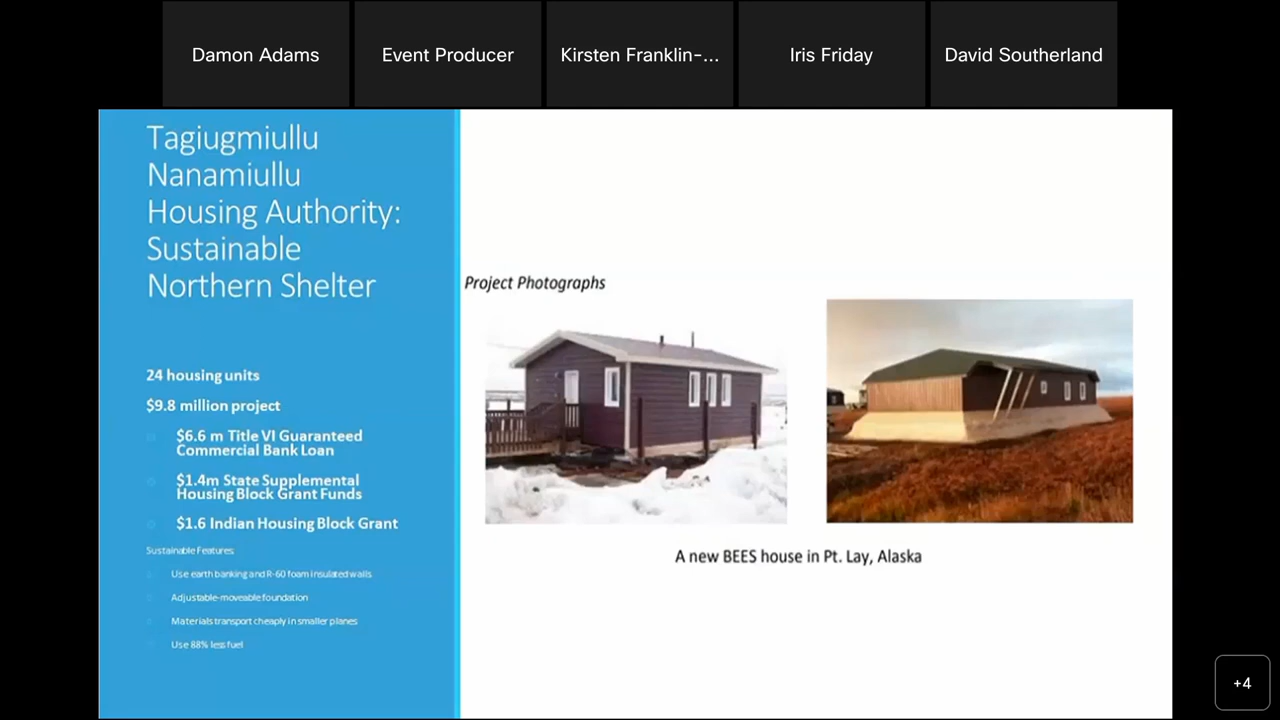 Damon Adams
Event Producer
Kirsten Franklin-...
Iris Friday
David Southerland
Tagiugmiullu
Nanamiullu
Housing Authority:
Sustainable
Northern Shelter
24 housing units
$9.8 million project
$6.6 m Title VI Guaranteed
Commercial Bank Loan
$1.4m State Supplemental
Housing Block Grant Funds
$1.6 Indian Housing Block Grant
Sustainable Features:
Use earth banking and R-60 foam insulated walls
Adjustable-moveable foundation
Materials transport cheaply in smaller planes
Use 88% less fuel
Project Photographs
A new BEES house in Pt. Lay, Alaska
+4